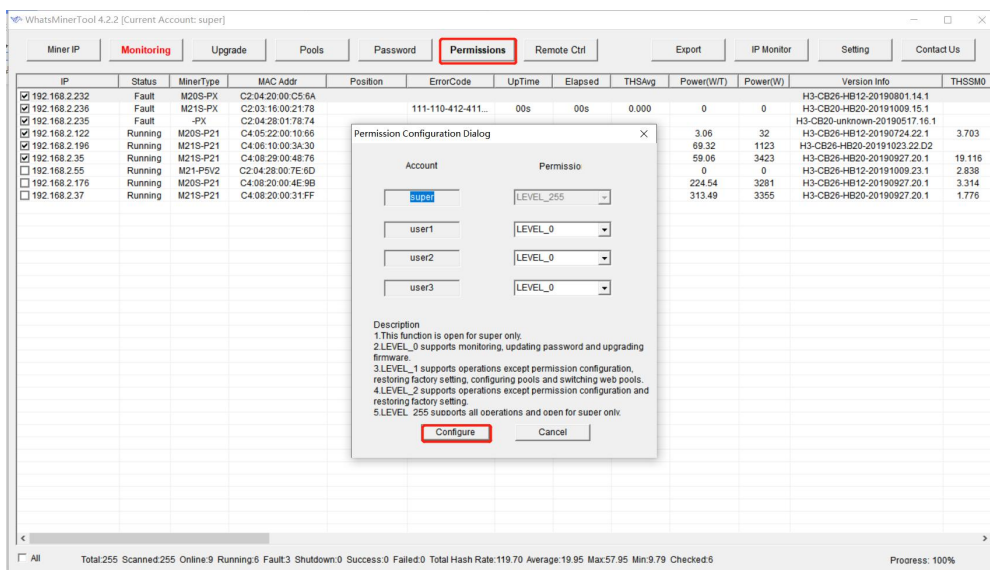 WhatsMinerTool 4.2.2 [Current Account: super]
Miner IP Monitoring Upgrade Pools Password Permissions Remote Ctrl Export IP Monitor Setting Contact Us
IP Status MinerType MAC Addr Position ErrorCode UpTime Elapsed THSAvg Power(W/T) Power(W) Version Info THSSM0
192.168.2.232 Fault M20S-PX C2:04:20:00:C5:6A H3-CB26-HB12-20190801.14.1
192.168.2.236 Fault M21S-PX C2:03:16:00:21:78 111-110-412-411... 00s 00s 0.000 0 0 H3-CB26-HB20-20191009.15.1
192.168.2.235 Fault -PX C2:04:28:01:78:74 H3-CB20-unknown-20190517.16.1
192.168.2.122 Running M20S-P21 C4:05:22:00:10:66 3.06 32 H3-CB26-HB12-20190724.22.1 3.703
192.168.2.196 Running M21S-P21 C4:06:10:00:3A:30 69.32 1123 H3-CB26-HB20-20191023.22.D2
192.168.2.35 Running M21S-P21 C4:08:29:00:48:76 59.06 3423 H3-CB26-HB20-20190927.20.1 19.116
192.168.2.55 Running M21-P5V2 C2:04:28:00:7E:6D 0 0 H3-CB26-HB12-20191009.23.1 2.838
192.168.2.176 Running M20S-P21 C4:08:20:00:4E:9B 224.54 3281 H3-CB26-HB12-20190927.20.1 3.314
192.168.2.37 Running M21S-P21 C4:08:20:00:31:FF 313.49 3355 H3-CB26-HB20-20190927.20.1 1.776
Permission Configuration Dialog
Account Permissio
super LEVEL_255
user1 LEVEL_0
user2 LEVEL_0
user3 LEVEL_0
Description
1.This function is open for super only.
2.LEVEL_0 supports monitoring, updating password and upgrading
firmware.
3.LEVEL_1 supports operations except permission configuration,
restoring factory setting, configuring pools and switching web pools.
4.LEVEL_2 supports operations except permission configuration and
restoring factory setting.
5.LEVEL_255 supports all operations and open for super only.
Configure Cancel
All Total:255 Scanned:255 Online:9 Running:6 Fault:3 Shutdown:0 Success:0 Failed:0 Total Hash Rate:119.70 Average:19.95 Max:57.95 Min:9.79 Checked:6 Progress: 100%